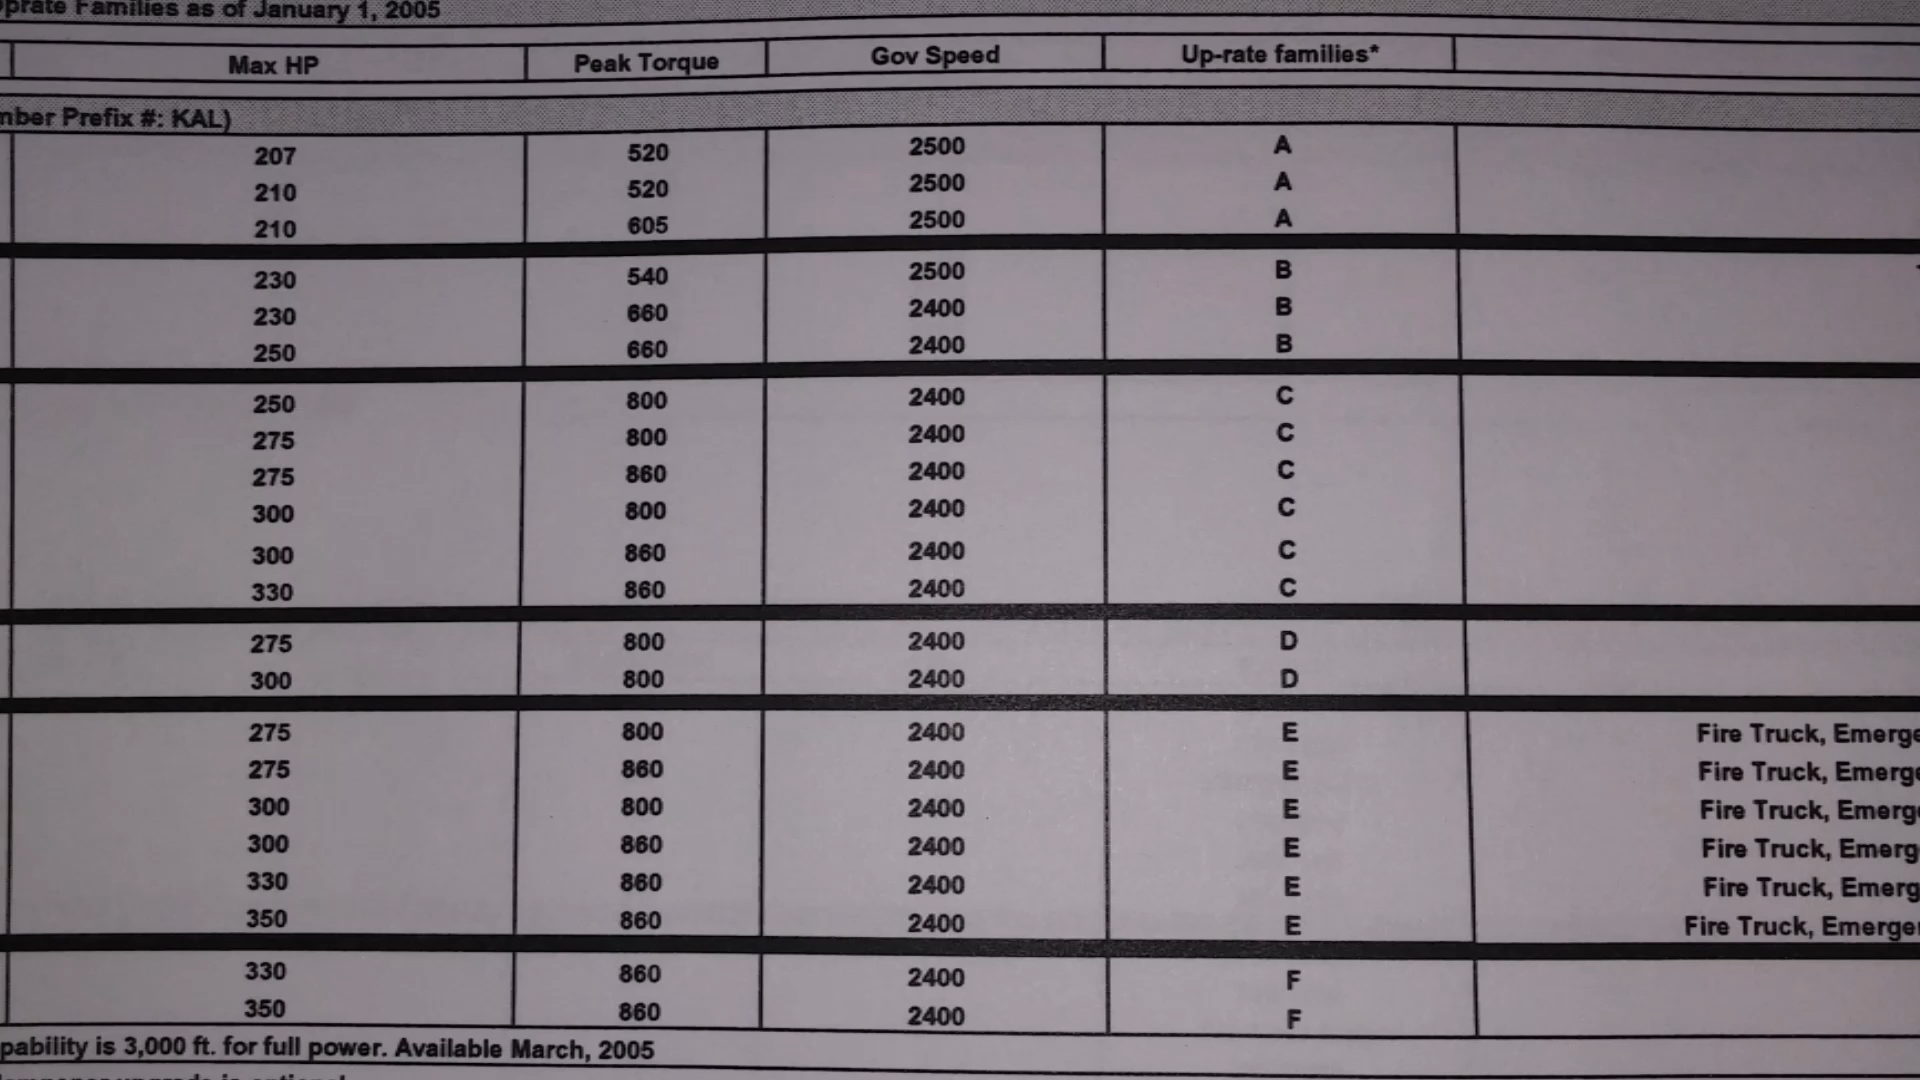 prate Families as of January 1, 2005
Max HP Peak Torque Gov Speed Up-rate families*
mber Prefix #: KAL)
207 520 2500 A
210 520 2500 A
210 605 2500 A
230 540 2500 B
230 660 2400 B
250 660 2400 B
250 800 2400 C
275 800 2400 C
275 860 2400 C
300 800 2400 C
300 860 2400 C
330 860 2400 C
275 800 2400 D
300 800 2400 D
275 800 2400 E Fire Truck, Emerge
275 860 2400 E Fire Truck, Emerge
300 800 2400 E Fire Truck, Emerg
300 860 2400 E Fire Truck, Emerg
330 860 2400 E Fire Truck, Emerg
350 860 2400 E Fire Truck, Emerge
330 860 2400 F
350 860 2400 F
pability is 3,000 ft. for full power. Available March, 2005